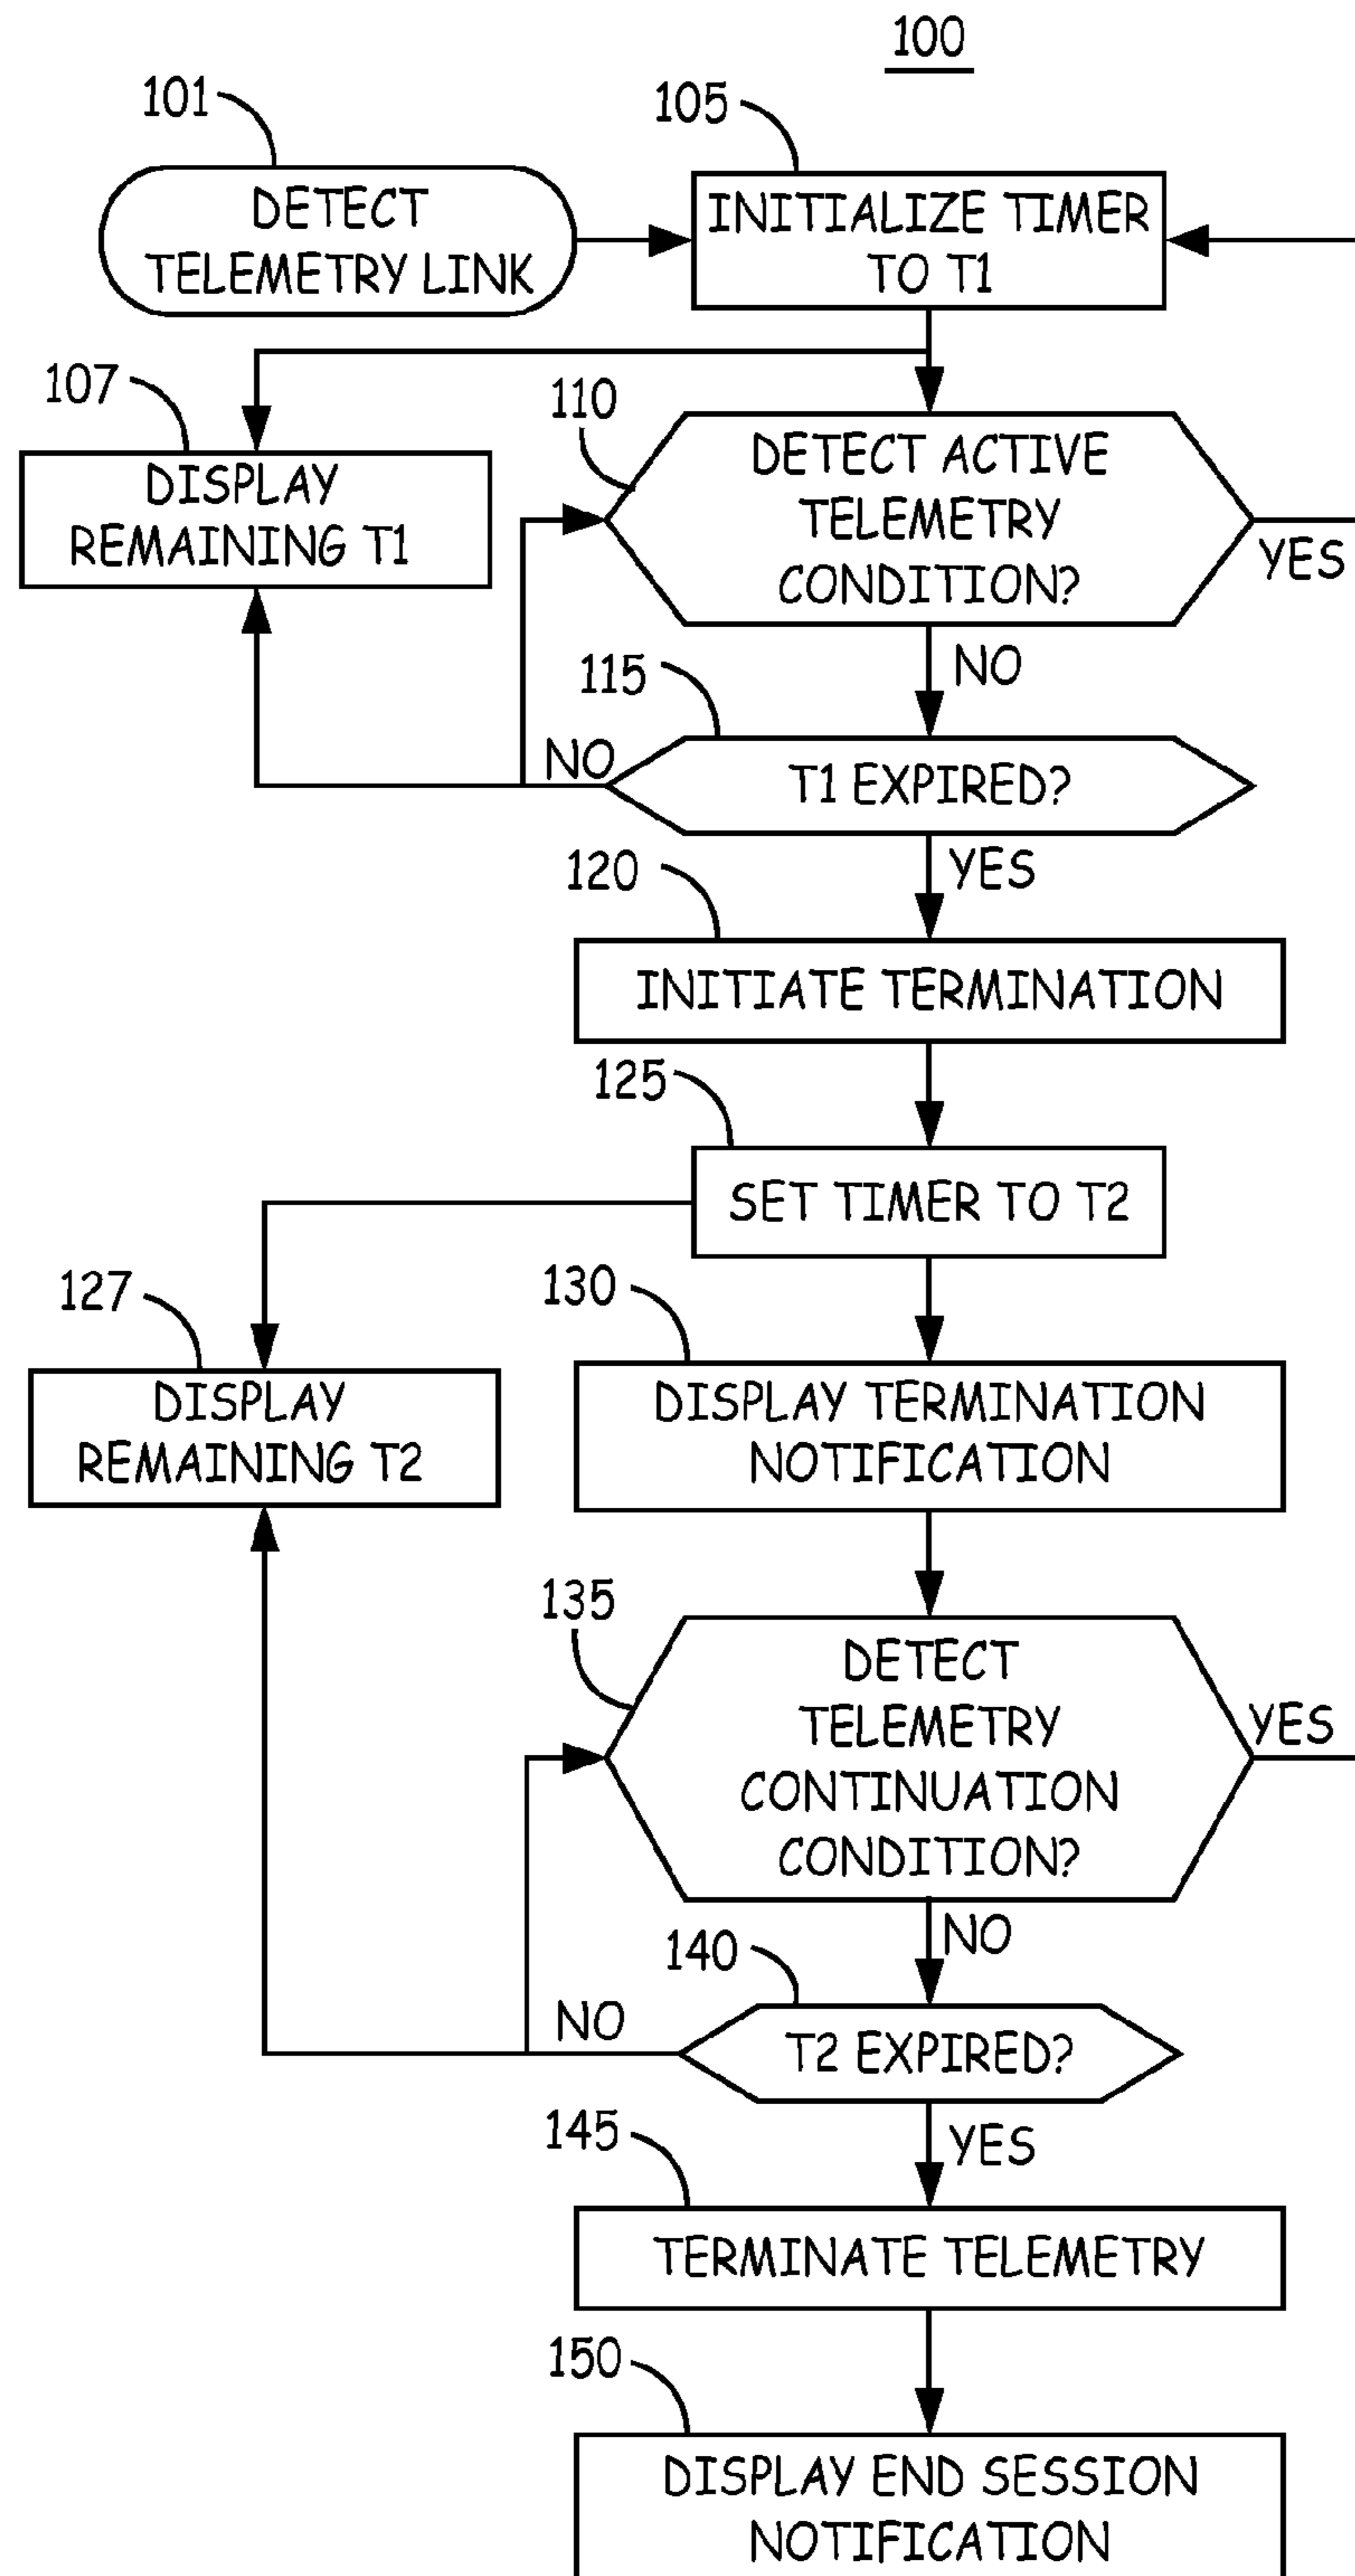 100
101
105
DETECT
TELEMETRY LINK
INITIALIZE TIMER
TO T1
107
110
DISPLAY
REMAINING T1
DETECT ACTIVE
TELEMETRY
CONDITION?
YES
NO
115
NO
T1 EXPIRED?
YES
120
INITIATE TERMINATION
125
SET TIMER TO T2
127
130
DISPLAY
REMAINING T2
DISPLAY TERMINATION
NOTIFICATION
135
DETECT
TELEMETRY
CONTINUATION
CONDITION?
YES
NO
140
NO
T2 EXPIRED?
YES
145
TERMINATE TELEMETRY
150
DISPLAY END SESSION
NOTIFICATION